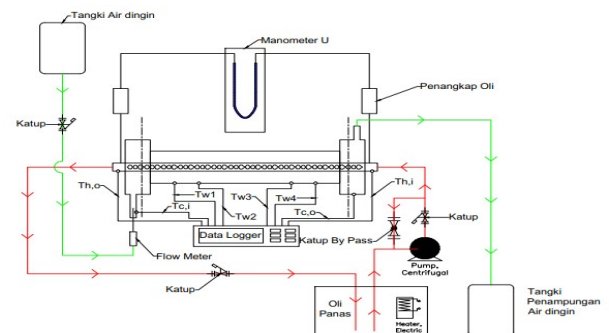 Tangki Air dingin
Manometer U
Penangkap Oli
Katup
Th,o
Tw1
Tw3
Tw4
Th,i
Tc,i
Tw2
Tc,o
Data Logger
Katup By Pass
Katup
Flow Meter
Pump,
Centrifugal
Katup
Oli
Panas
Heater,
Electric
Tangki
Penampungan
Air dingin